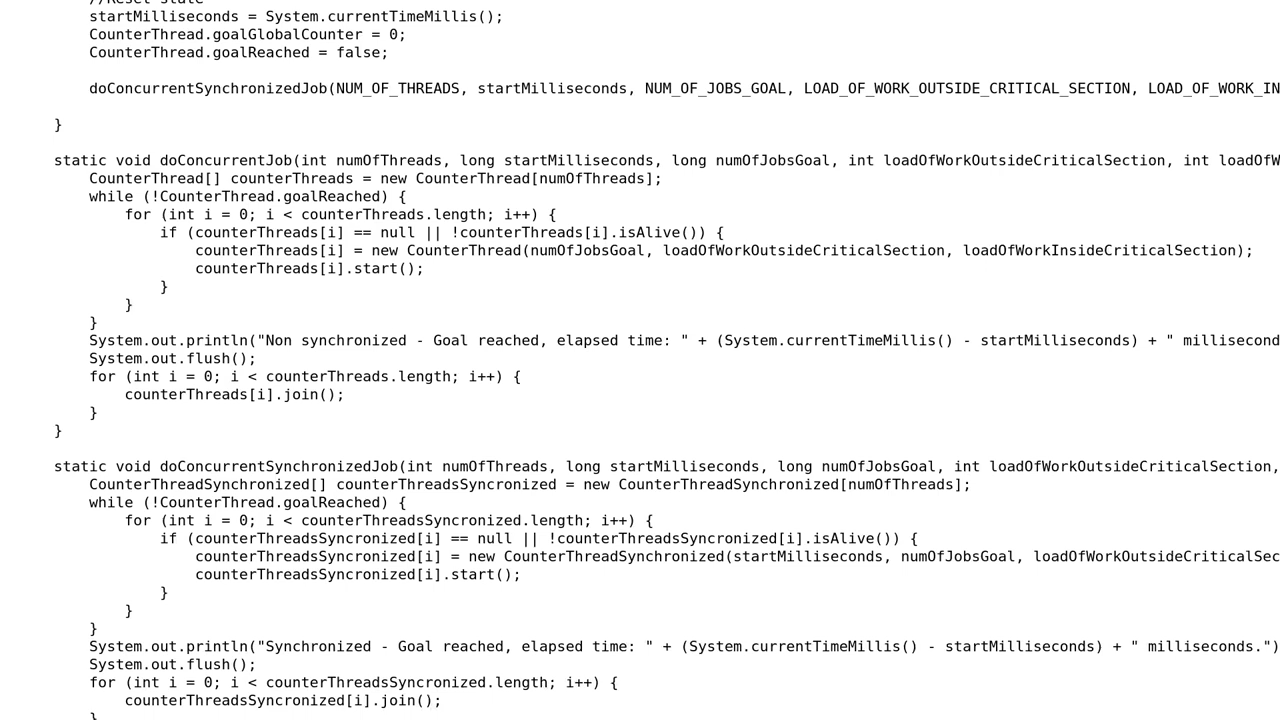 //Reset state
startMilliseconds = System.currentTimeMillis();
CounterThread.goalGlobalCounter = 0;
CounterThread.goalReached = false;
doConcurrentSynchronizedJob(NUM_OF_THREADS, startMilliseconds, NUM_OF_JOBS_GOAL, LOAD_OF_WORK_OUTSIDE_CRITICAL_SECTION, LOAD_OF_WORK_IN
}
static void doConcurrentJob(int numOfThreads, long startMilliseconds, long numOfJobsGoal, int loadOfWorkOutsideCriticalSection, int loadOfW
CounterThread[] counterThreads = new CounterThread[numOfThreads];
while (!CounterThread.goalReached) {
for (int i = 0; i < counterThreads.length; i++) {
if (counterThreads[i] == null || !counterThreads[i].isAlive()) {
counterThreads[i] = new CounterThread(numOfJobsGoal, loadOfWorkOutsideCriticalSection, loadOfWorkInsideCriticalSection);
counterThreads[i].start();
}
}
}
System.out.println("Non synchronized - Goal reached, elapsed time: " + (System.currentTimeMillis() - startMilliseconds) + " millisecond
System.out.flush();
for (int i = 0; i < counterThreads.length; i++) {
counterThreads[i].join();
}
}
static void doConcurrentSynchronizedJob(int numOfThreads, long startMilliseconds, long numOfJobsGoal, int loadOfWorkOutsideCriticalSection,
CounterThreadSynchronized[] counterThreadsSyncronized = new CounterThreadSynchronized[numOfThreads];
while (!CounterThread.goalReached) {
for (int i = 0; i < counterThreadsSyncronized.length; i++) {
if (counterThreadsSyncronized[i] == null || !counterThreadsSyncronized[i].isAlive()) {
counterThreadsSyncronized[i] = new CounterThreadSynchronized(startMilliseconds, numOfJobsGoal, loadOfWorkOutsideCriticalSec
counterThreadsSyncronized[i].start();
}
}
}
System.out.println("Synchronized - Goal reached, elapsed time: " + (System.currentTimeMillis() - startMilliseconds) + " milliseconds.")
System.out.flush();
for (int i = 0; i < counterThreadsSyncronized.length; i++) {
counterThreadsSyncronized[i].join();
}